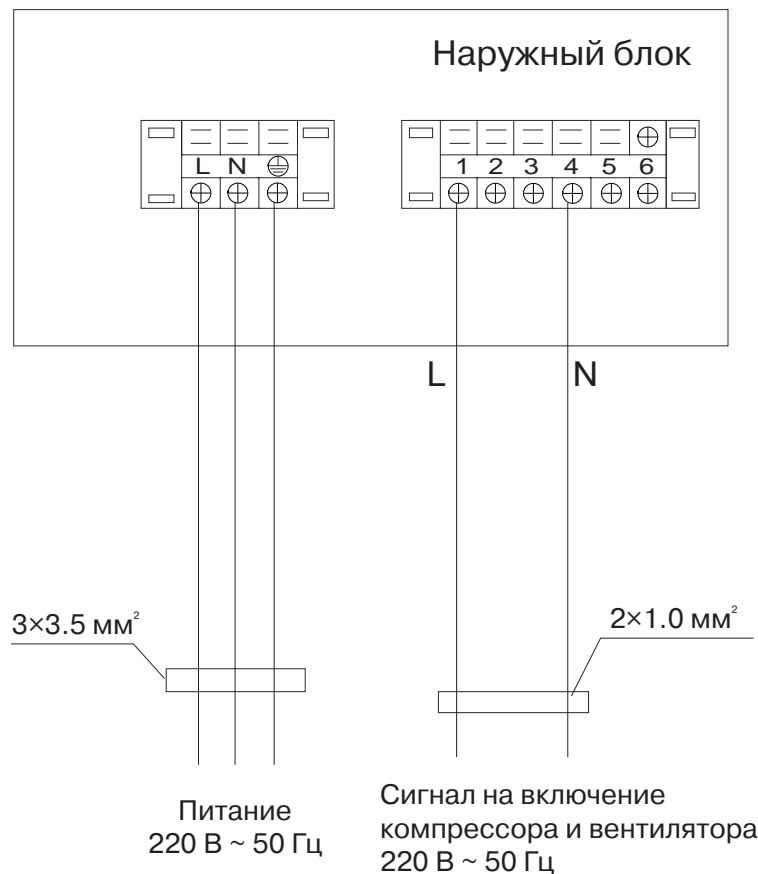 Наружный блок
L N
1 2 3 4 5 6
L N
3×3.5 мм²
2×1.0 мм²
Питание
220 В ~ 50 Гц
Сигнал на включение
компрессора и вентилятора
220 В ~ 50 Гц